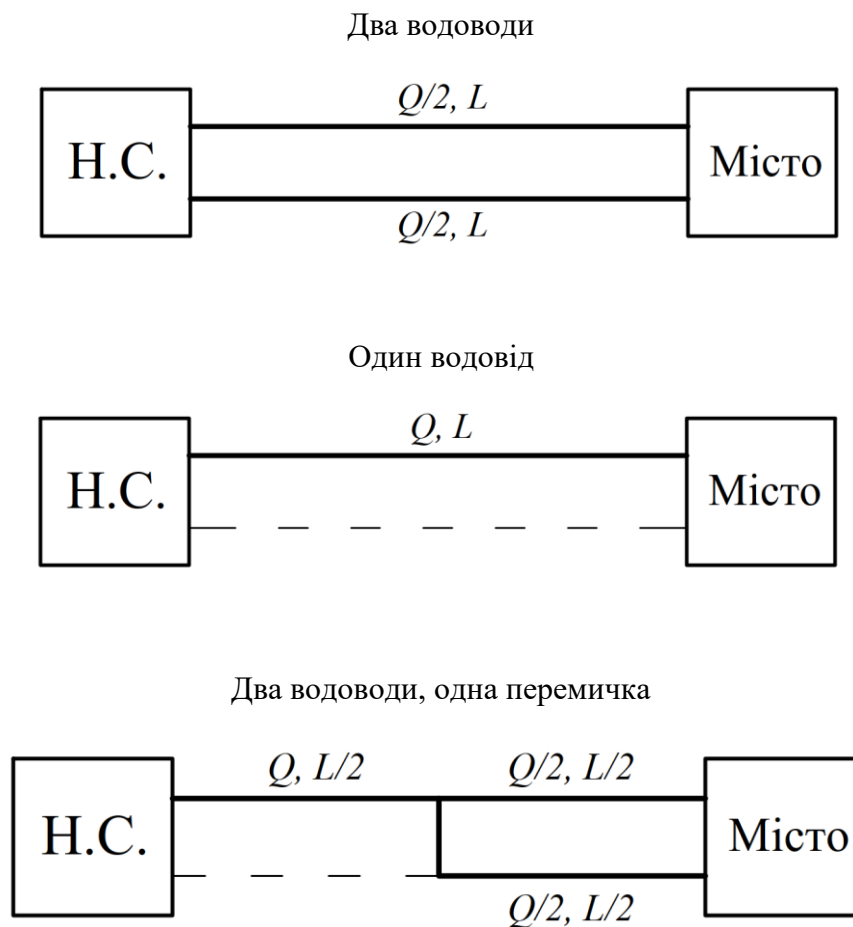 Два водоводи
Q/2, L
Н.С.
Місто
Q/2, L
Один водовід
Q, L
Н.С.
Місто
Два водоводи, одна перемичка
Q, L/2
Q/2, L/2
Н.С.
Місто
Q/2, L/2